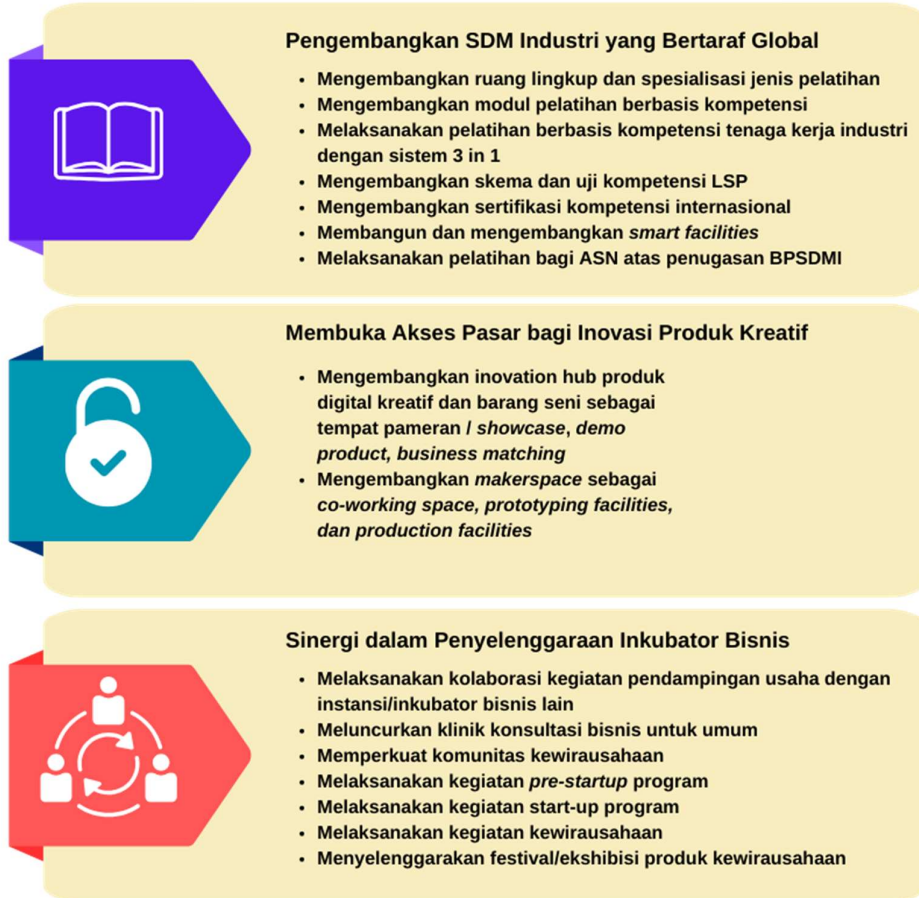 Pengembangkan SDM Industri yang Bertaraf Global
• Mengembangkan ruang lingkup dan spesialisasi jenis pelatihan
• Mengembangkan modul pelatihan berbasis kompetensi
• Melaksanakan pelatihan berbasis kompetensi tenaga kerja industri
dengan sistem 3 in 1
• Mengembangkan skema dan uji kompetensi LSP
• Mengembangkan sertifikasi kompetensi internasional
• Membangun dan mengembangkan smart facilities
• Melaksanakan pelatihan bagi ASN atas penugasan BPSDMI
Membuka Akses Pasar bagi Inovasi Produk Kreatif
• Mengembangkan inovation hub produk
digital kreatif dan barang seni sebagai
tempat pameran / showcase, demo
product, business matching
• Mengembangkan makerspace sebagai
co-working space, prototyping facilities,
dan production facilities
Sinergi dalam Penyelenggaraan Inkubator Bisnis
• Melaksanakan kolaborasi kegiatan pendampingan usaha dengan
instansi/inkubator bisnis lain
• Meluncurkan klinik konsultasi bisnis untuk umum
• Memperkuat komunitas kewirausahaan
• Melaksanakan kegiatan pre-startup program
• Melaksanakan kegiatan start-up program
• Melaksanakan kegiatan kewirausahaan
• Menyelenggarakan festival/ekshibisi produk kewirausahaan